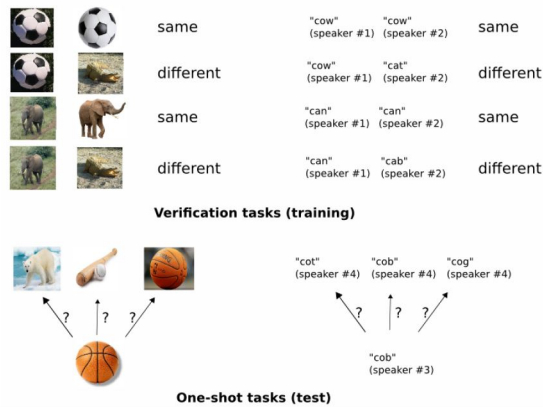 same "cow" "cow" same
(speaker #1) (speaker #2)
different "cow" "cat" different
(speaker #1) (speaker #2)
same "can" "can" same
(speaker #1) (speaker #2)
different "can" "cab" different
(speaker #1) (speaker #2)
Verification tasks (training)
"cot" "cob" "cog"
(speaker #4) (speaker #4) (speaker #4)
? ? ? ? ? ?
"cob"
(speaker #3)
One-shot tasks (test)